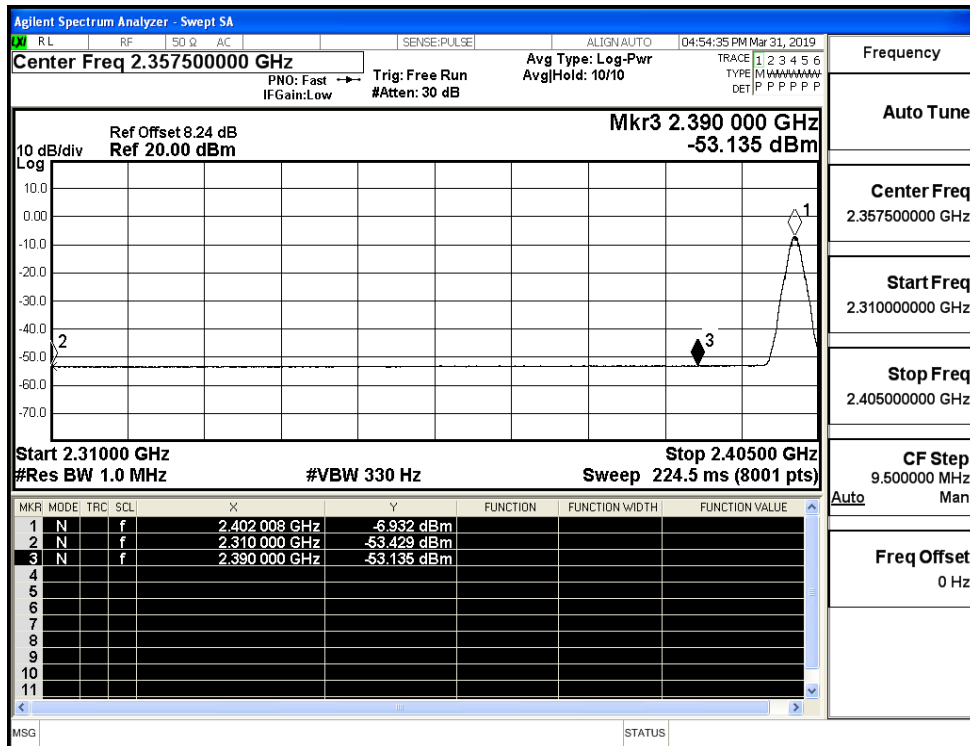 Agilent Spectrum Analyzer - Swept SA
LXI RL RF 50 Ω AC SENSE:PULSE ALIGN AUTO 04:54:35 PM Mar 31, 2019
Center Freq 2.357500000 GHz
PNO: Fast
IFGain:Low
Trig: Free Run
#Atten: 30 dB
Avg Type: Log-Pwr
Avg|Hold: 10/10
TRACE 1 2 3 4 5 6
TYPE M W W W W W
DET P P P P P P
Mkr3 2.390 000 GHz
-53.135 dBm
Ref Offset 8.24 dB
10 dB/div Ref 20.00 dBm
Log
10.0
0.00
-10.0
-20.0
-30.0
-40.0
-50.0
-60.0
-70.0
1
2
3
Start 2.31000 GHz Stop 2.40500 GHz
#Res BW 1.0 MHz #VBW 330 Hz Sweep 224.5 ms (8001 pts)
MKR MODE TRC SCL X Y FUNCTION FUNCTION WIDTH FUNCTION VALUE
1 N f 2.402 008 GHz -6.932 dBm
2 N f 2.310 000 GHz -53.429 dBm
3 N f 2.390 000 GHz -53.135 dBm
4
5
6
7
8
9
10
11
MSG STATUS
Frequency
Auto Tune
Center Freq
2.357500000 GHz
Start Freq
2.310000000 GHz
Stop Freq
2.405000000 GHz
CF Step
9.500000 MHz
Auto Man
Freq Offset
0 Hz